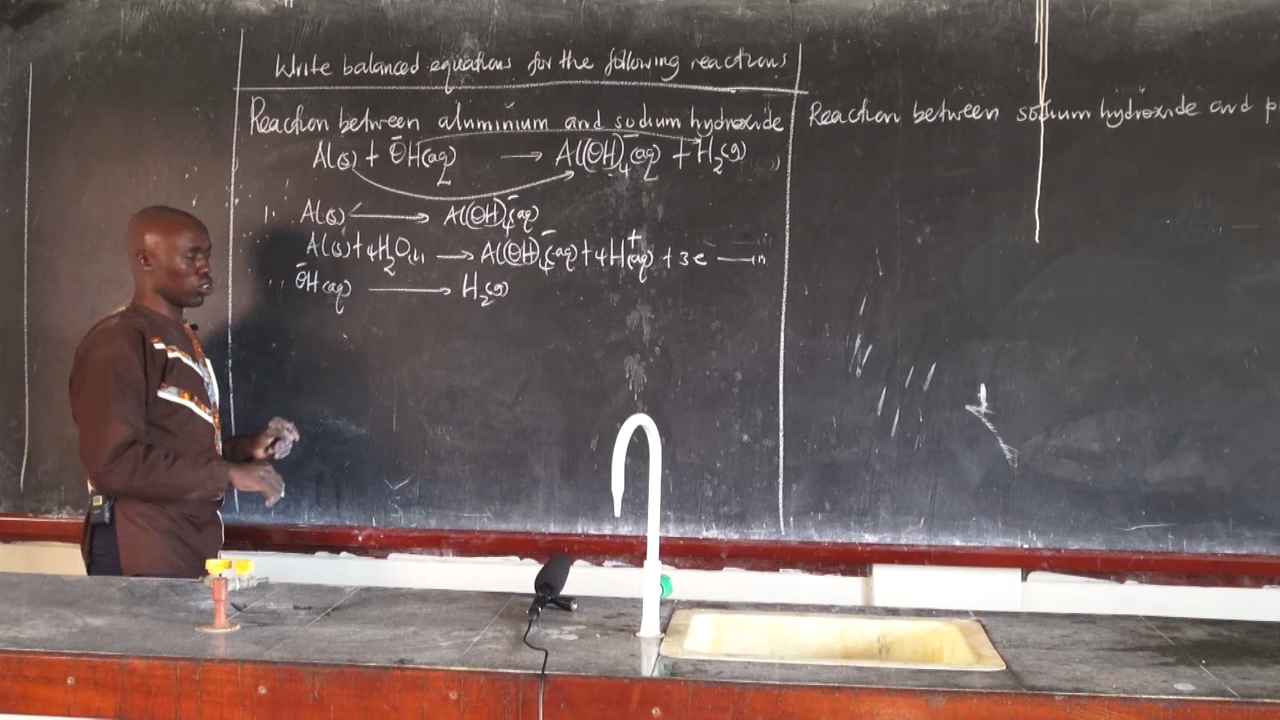 Write balanced equations for the following reactions
Reaction between aluminium and sodium hydroxide
Al(s) + ŌH(aq) → Al(OH)₄⁻(aq) + H₂(g)
1. Al(s) → Al(OH)₄⁻(aq)
Al(s) + 4H₂O(l) → Al(OH)₄⁻(aq) + 4H⁺(aq) + 3e
ŌH(aq) → H₂(g)
Reaction between sodium hydroxide and p